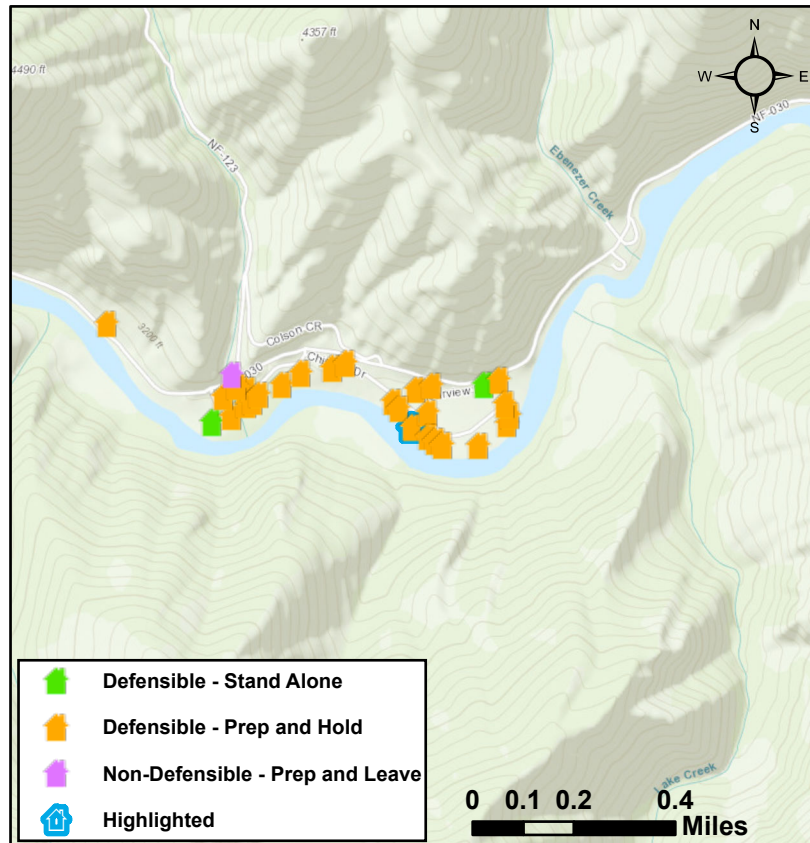 4357 ft
4490 ft
N
W
E
S
NF-030
NF-123
Ebenezer Creek
3200 ft
Colson CR
Dr
030
Lake Creek
Defensible - Stand Alone
Defensible - Prep and Hold
Non-Defensible - Prep and Leave
Highlighted
0 0.1 0.2 0.4
Miles